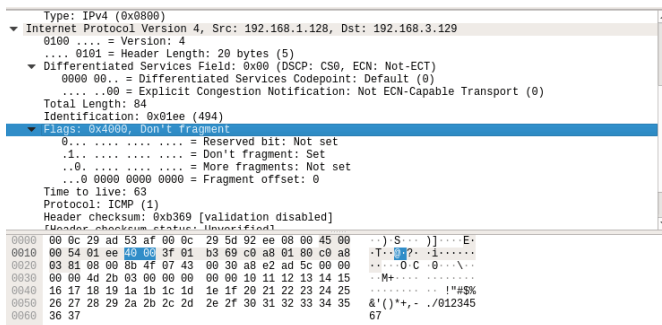 Type: IPv4 (0x0800)
Internet Protocol Version 4, Src: 192.168.1.128, Dst: 192.168.3.129
0100 .... = Version: 4
.... 0101 = Header Length: 20 bytes (5)
Differentiated Services Field: 0x00 (DSCP: CS0, ECN: Not-ECT)
0000 00.. = Differentiated Services Codepoint: Default (0)
.... ..00 = Explicit Congestion Notification: Not ECN-Capable Transport (0)
Total Length: 84
Identification: 0x01ee (494)
Flags: 0x4000, Don't fragment
0... .... .... .... = Reserved bit: Not set
.1.. .... .... .... = Don't fragment: Set
..0. .... .... .... = More fragments: Not set
...0 0000 0000 0000 = Fragment offset: 0
Time to live: 63
Protocol: ICMP (1)
Header checksum: 0xb369 [validation disabled]
[Header checksum status: Unverified]
0000 00 0c 29 ad 53 af 00 0c 29 5d 92 ee 08 00 45 00 ··)·S··· )]····E·
0010 00 54 01 ee 40 00 3f 01 b3 69 c0 a8 01 80 c0 a8 ·T··@·?· ·i······
0020 03 81 08 00 8b 4f 07 43 00 30 a8 e2 ad 5c 00 00 ·····O·C ·0···\··
0030 00 00 4d 2b 03 00 00 00 00 00 10 11 12 13 14 15 ··M+···· ········
0040 16 17 18 19 1a 1b 1c 1d 1e 1f 20 21 22 23 24 25 ········ ·· !"#$%
0050 26 27 28 29 2a 2b 2c 2d 2e 2f 30 31 32 33 34 35 &'()*+,- ./012345
0060 36 37 67